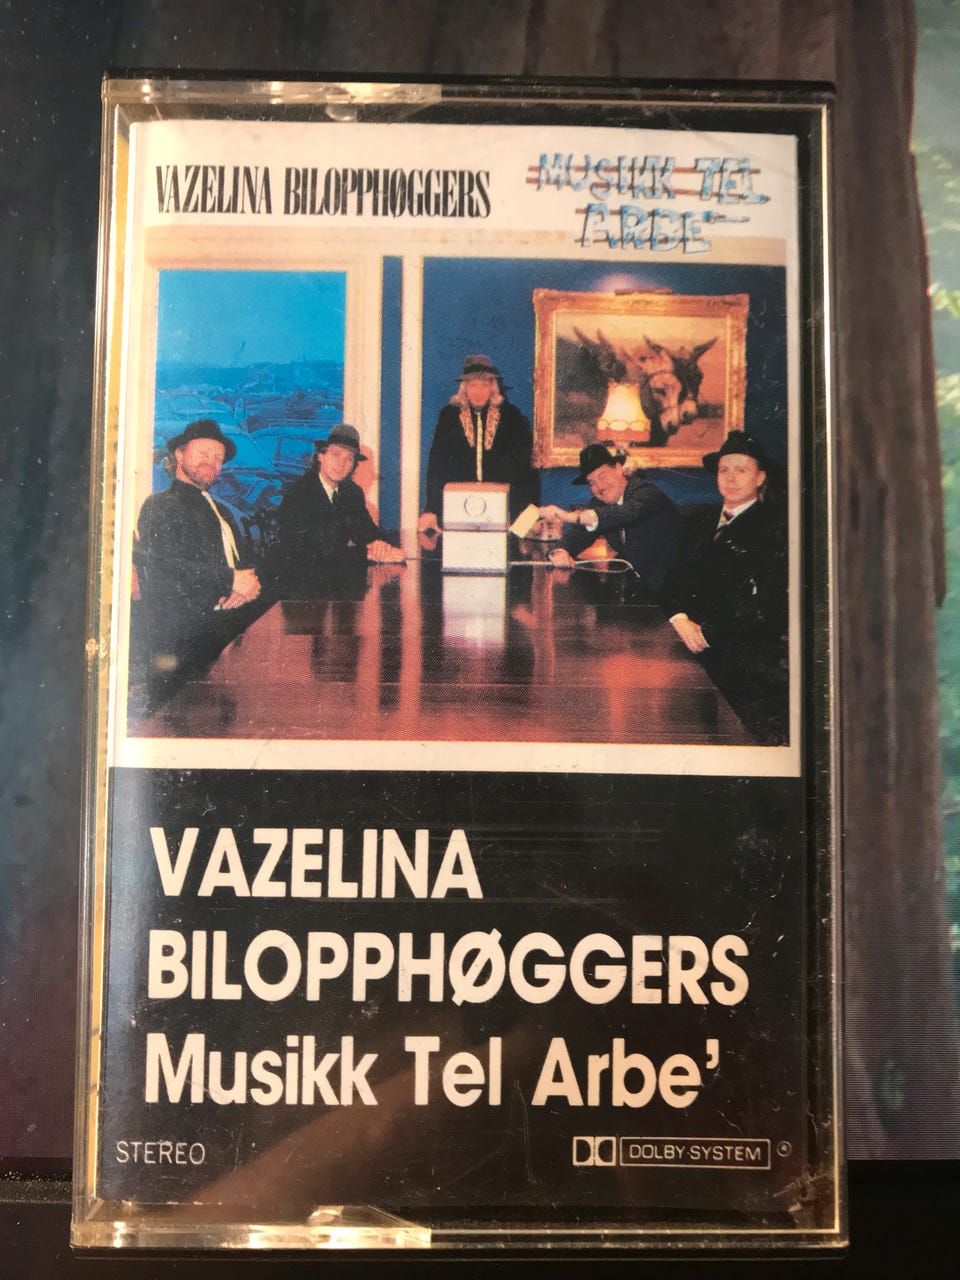 VAZELINA BILOPPHØGGERS
MUSIKK TEL
ARBE'
VAZELINA
BILOPPHØGGERS
Musikk Tel Arbe'
STEREO
DOLBY SYSTEM ®